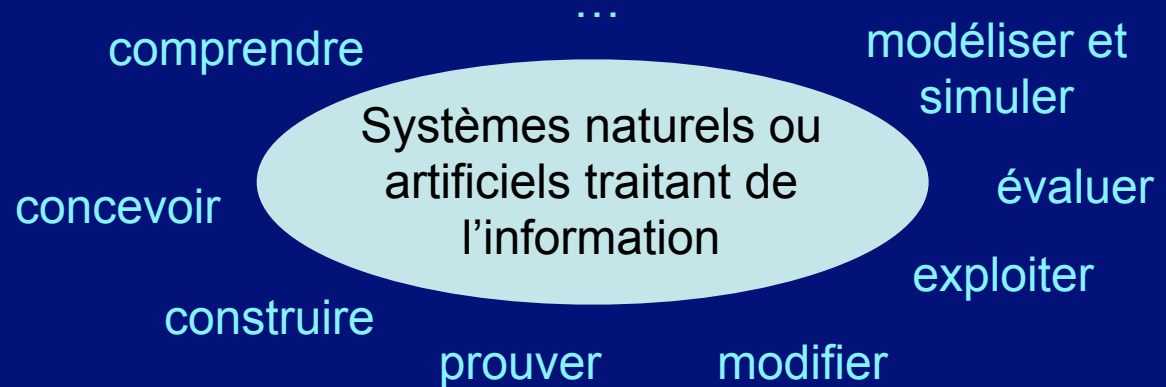 …
comprendre
modéliser et
simuler
Systèmes naturels ou
artificiels traitant de
l’information
concevoir
évaluer
exploiter
construire
prouver
modifier